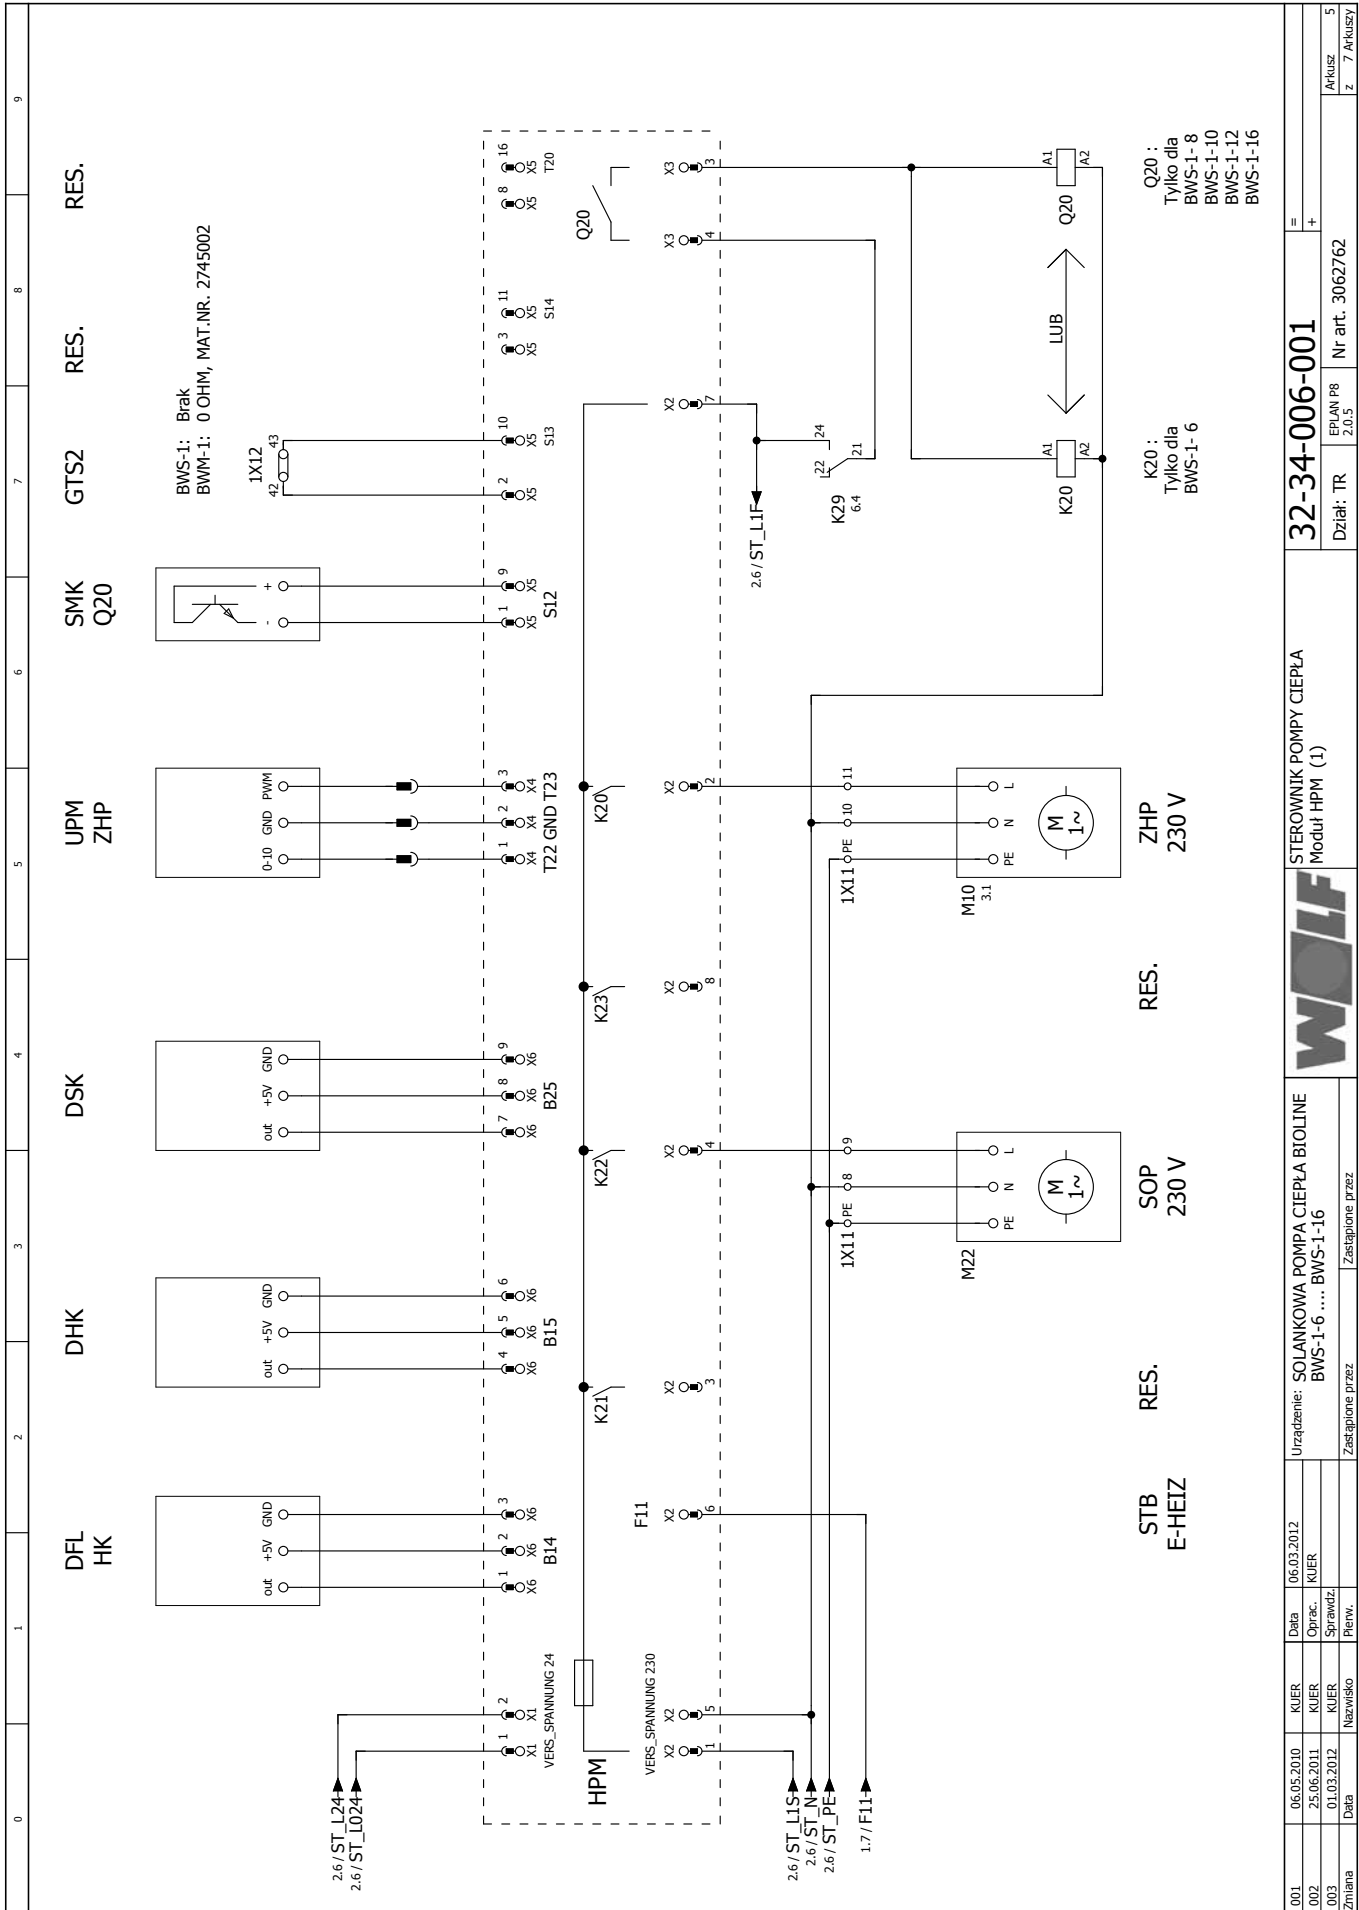 0 1 2 3 4 5 6 7 8 9
DFL
HK
DHK
DSK
UPM
ZHP
SMK
Q20
GTS2
RES.
RES.
BWS-1: Brak
BWM-1: 0 OHM, MAT.NR. 2745002
out +5V GND
out +5V GND
out +5V GND
0-10 GND PWM
- +
1X12
42 43
2.6 / ST_L24
2.6 / ST_L024
1 2
X1 X1
VERS_SPANNUNG 24
1 2 3
X6 X6 X6
B14
4 5 6
X6 X6 X6
B15
7 8 9
X6 X6 X6
B25
1 2 3
X4 X4 X4
T22 GND T23
1 9
X5 X5
S12
2 10
X5 X5
S13
3 11
X5 X5
S14
8 16
X5 X5
T20
HPM
K21
K22
K23
K20
Q20
VERS_SPANNUNG 230
F11
X2 X2 X2 X2 X2 X2 X2 X2 X3 X3
1 5 6 3 4 8 2 7 4 3
2.6 / ST_L1S
2.6 / ST_N
2.6 / ST_PE
1.7 / F11
2.6 / ST_L1F
K29
6.4
22 24
21
1X11 PE 8 9
1X11 PE 10 11
M22
PE N L
M
1~
M10
3.1
PE N L
M
1~
K20
A1
A2
LUB
Q20
A1
A2
STB
E-HEIZ
RES.
SOP
230 V
RES.
ZHP
230 V
K20 :
Tylko dla
BWS-1- 6
Q20 :
Tylko dla
BWS-1- 8
BWS-1-10
BWS-1-12
BWS-1-16
001 06.05.2010 KUER
002 25.06.2011 KUER
003 01.03.2012 KUER
Zmiana Data Nazwisko
Data 06.03.2012
Oprac. KUER
Sprawdz.
Pierw.
Urządzenie: SOLANKOWA POMPA CIEPŁA BIOLINE
BWS-1-6 .... BWS-1-16
Zastąpione przez
Zastąpione przez
WOLF
STEROWNIK POMPY CIEPŁA
Moduł HPM (1)
32-34-006-001
Dział: TR
EPLAN P8
2.0.5
Nr art. 3062762
=
+
Arkusz 5
z 7 Arkuszy